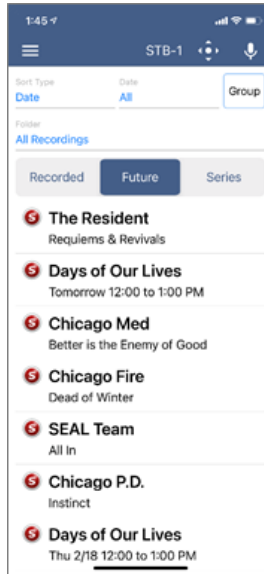 1:45
STB-1
Sort Type
Date
Date
All
Group
Folder
All Recordings
Recorded
Future
Series
S The Resident
Requiems & Revivals
S Days of Our Lives
Tomorrow 12:00 to 1:00 PM
S Chicago Med
Better is the Enemy of Good
S Chicago Fire
Dead of Winter
S SEAL Team
All In
S Chicago P.D.
Instinct
S Days of Our Lives
Thu 2/18 12:00 to 1:00 PM